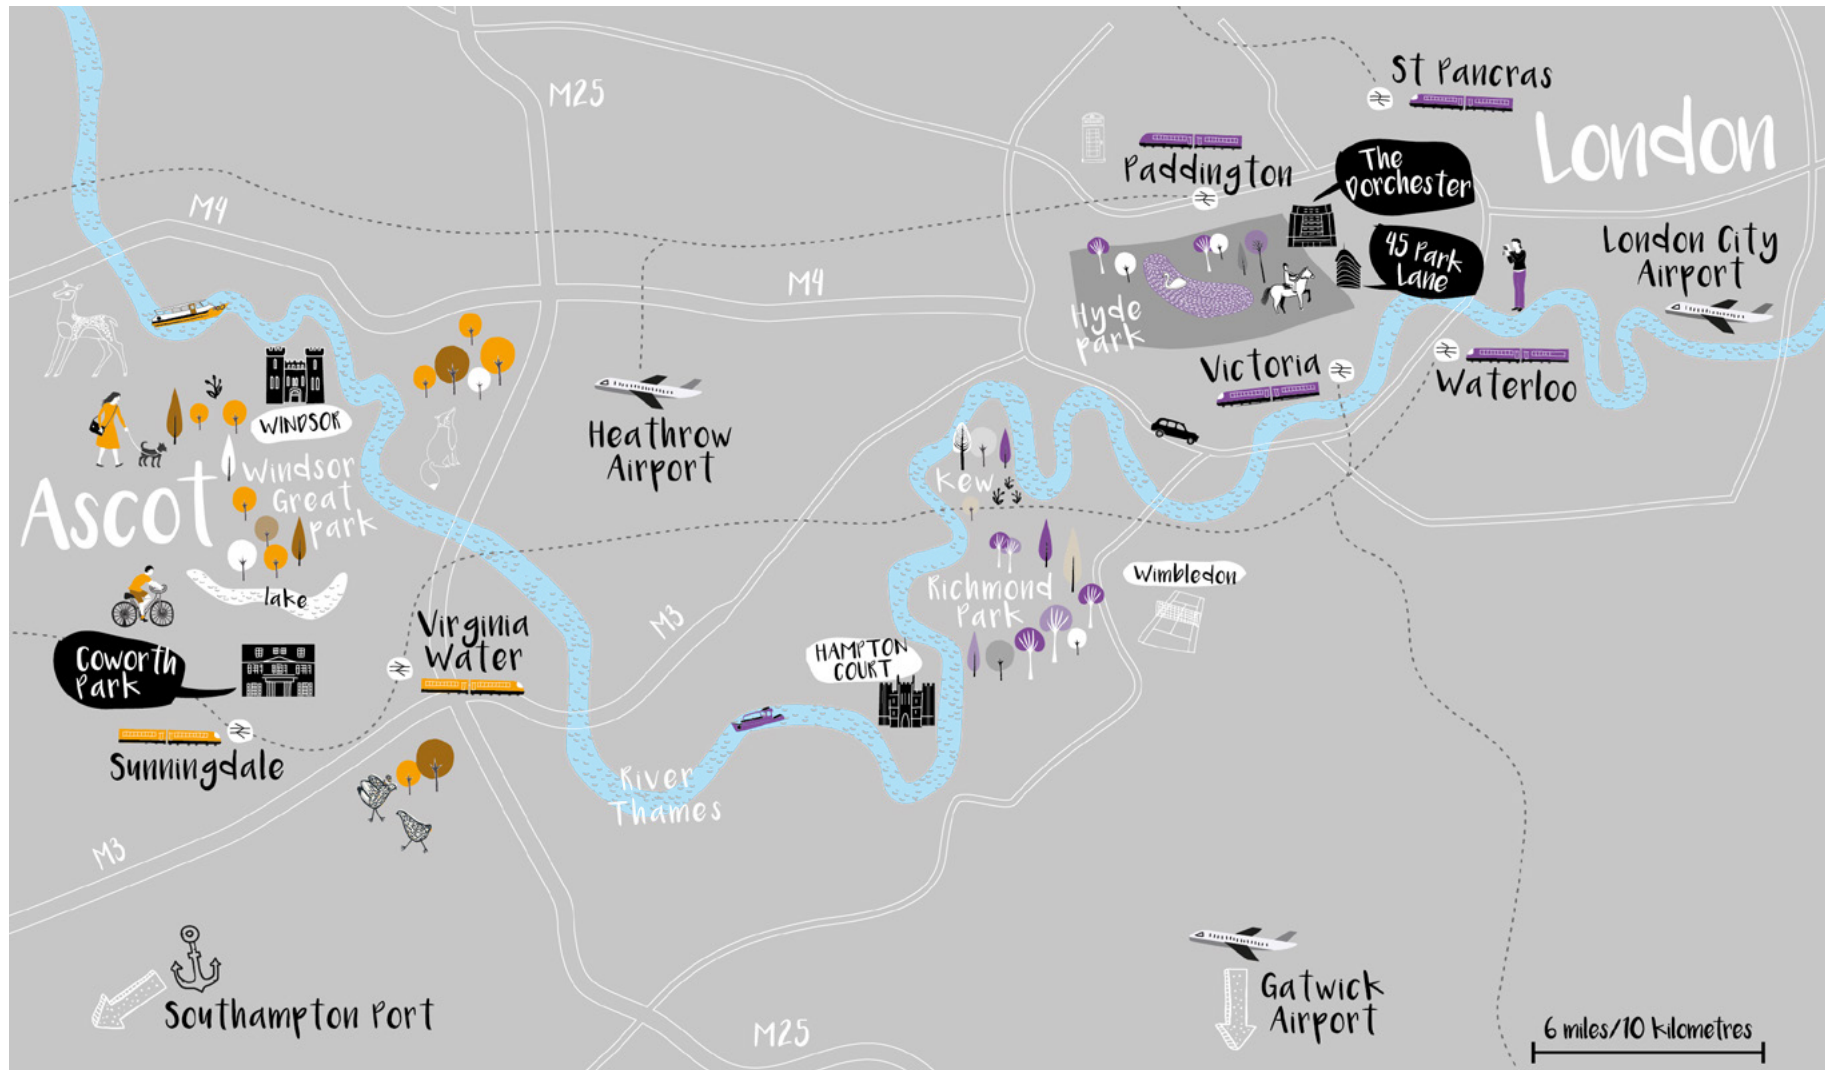 M25
St Pancras
London
Paddington
The
Dorchester
M4
45 Park
Lane
London City
Airport
M4
Hyde
Park
Victoria
Waterloo
WINDSOR
Heathrow
Airport
Windsor
Great
Park
Ascot
Kew
lake
Wimbledon
Richmond
Park
Virginia
Water
M3
HAMPTON
COURT
Coworth
Park
Sunningdale
River
Thames
M3
Southampton Port
Gatwick
Airport
M25
6 miles/10 kilometres